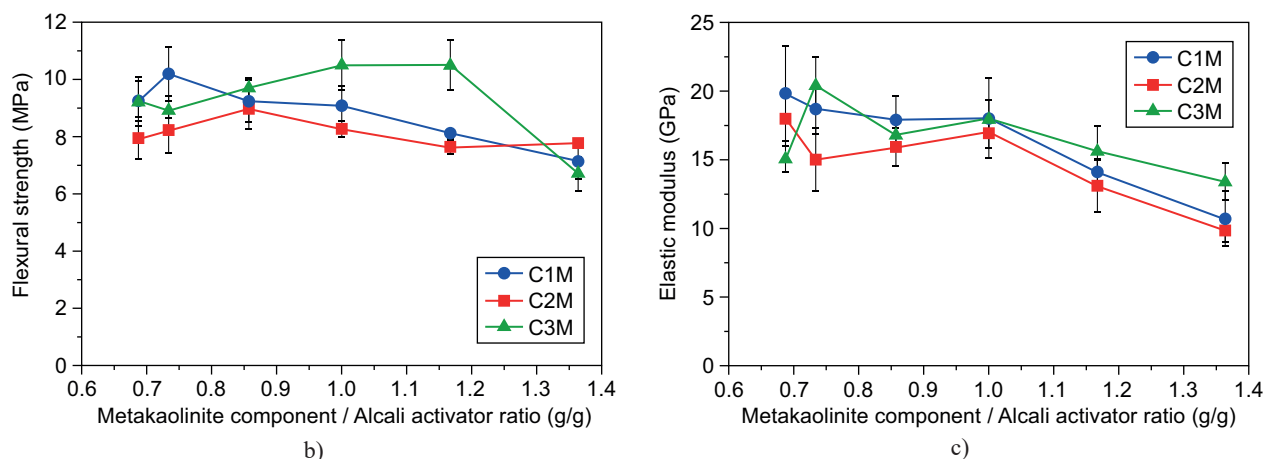 12
10
8
6
4
2
0
Flexural strength (MPa)
C1M
C2M
C3M
0.6 0.7 0.8 0.9 1.0 1.1 1.2 1.3 1.4
Metakaolinite component / Alcali activator ratio (g/g)
b)
25
20
15
10
5
0
Elastic modulus (GPa)
C1M
C2M
C3M
0.6 0.7 0.8 0.9 1.0 1.1 1.2 1.3 1.4
Metakaolinite component / Alcali activator ratio (g/g)
c)